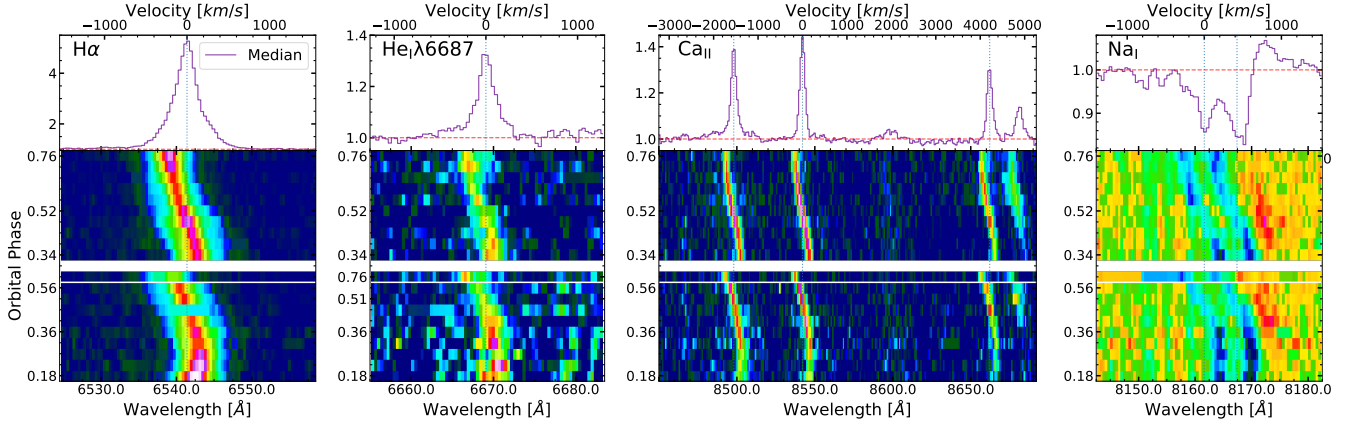 Velocity [km/s]
−1000 0 1000
Hα
Median
4
2
0.76
0.52
0.34
0.76
0.56
0.36
0.18
Orbital Phase
6530.0 6540.0 6550.0
Wavelength [Å]
Velocity [km/s]
−1000 0 1000
HeIλ6687
1.4
1.2
1.0
0.76
0.52
0.34
0.76
0.51
0.36
0.18
6660.0 6670.0 6680.0
Wavelength [Å]
Velocity [km/s]
−3000 −2000 −1000 0 1000 2000 3000 4000 5000
CaII
1.4
1.2
1.0
0.76
0.52
0.34
0.76
0.56
0.36
0.18
8500.0 8550.0 8600.0 8650.0
Wavelength [Å]
Velocity [km/s]
−1000 0 1000
NaI
1.0
0.9
0
0.76
0.52
0.34
0.76
0.56
0.36
0.18
8150.0 8160.0 8170.0 8180.0
Wavelength [Å]